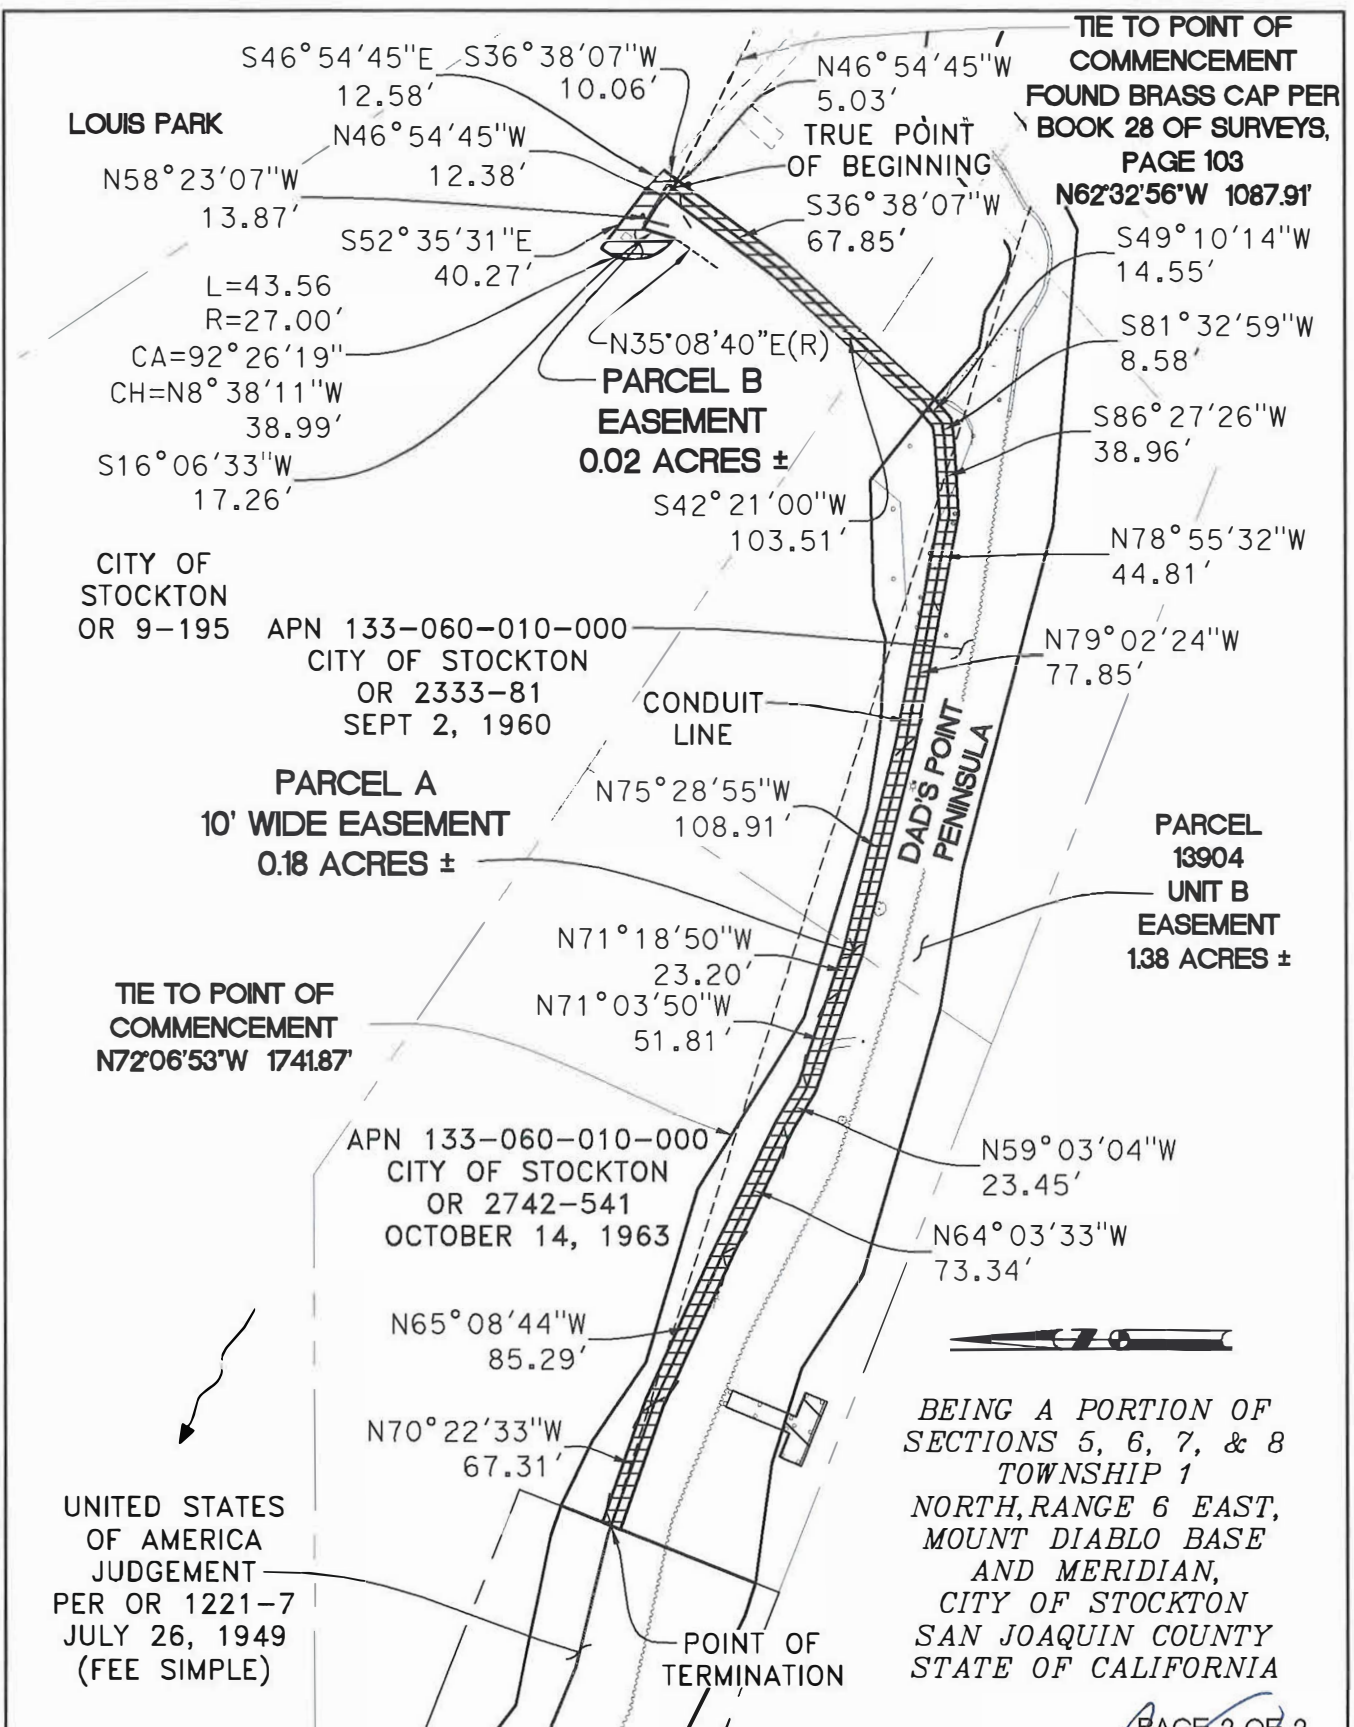 TIE TO POINT OF
COMMENCEMENT
FOUND BRASS CAP PER
BOOK 28 OF SURVEYS,
PAGE 103
N62°32'56"W 1087.91'
S46°54'45"E
12.58'
S36°38'07"W
10.06'
N46°54'45"W
5.03'
LOUIS PARK
N46°54'45"W
12.38'
TRUE POINT
OF BEGINNING
N58°23'07"W
13.87'
S36°38'07"W
67.85'
S52°35'31"E
40.27'
S49°10'14"W
14.55'
L=43.56
R=27.00'
CA=92°26'19"
CH=N8°38'11"W
38.99'
N35°08'40"E(R)
S81°32'59"W
8.58'
PARCEL B
EASEMENT
0.02 ACRES ±
S86°27'26"W
38.96'
S16°06'33"W
17.26'
S42°21'00"W
103.51'
N78°55'32"W
44.81'
CITY OF
STOCKTON
OR 9-195
APN 133-060-010-000
CITY OF STOCKTON
OR 2333-81
SEPT 2, 1960
N79°02'24"W
77.85'
CONDUIT
LINE
DAD'S POINT
PENINSULA
PARCEL A
10' WIDE EASEMENT
0.18 ACRES ±
N75°28'55"W
108.91'
PARCEL
13904
UNIT B
EASEMENT
1.38 ACRES ±
N71°18'50"W
23.20'
N71°03'50"W
51.81'
TIE TO POINT OF
COMMENCEMENT
N72°06'53"W 1741.87'
APN 133-060-010-000
CITY OF STOCKTON
OR 2742-541
OCTOBER 14, 1963
N59°03'04"W
23.45'
N64°03'33"W
73.34'
N65°08'44"W
85.29'
N70°22'33"W
67.31'
BEING A PORTION OF
SECTIONS 5, 6, 7, & 8
TOWNSHIP 1
NORTH, RANGE 6 EAST,
MOUNT DIABLO BASE
AND MERIDIAN,
CITY OF STOCKTON
SAN JOAQUIN COUNTY
STATE OF CALIFORNIA
UNITED STATES
OF AMERICA
JUDGEMENT
PER OR 1221-7
JULY 26, 1949
(FEE SIMPLE)
POINT OF
TERMINATION
PAGE 2 OF 2